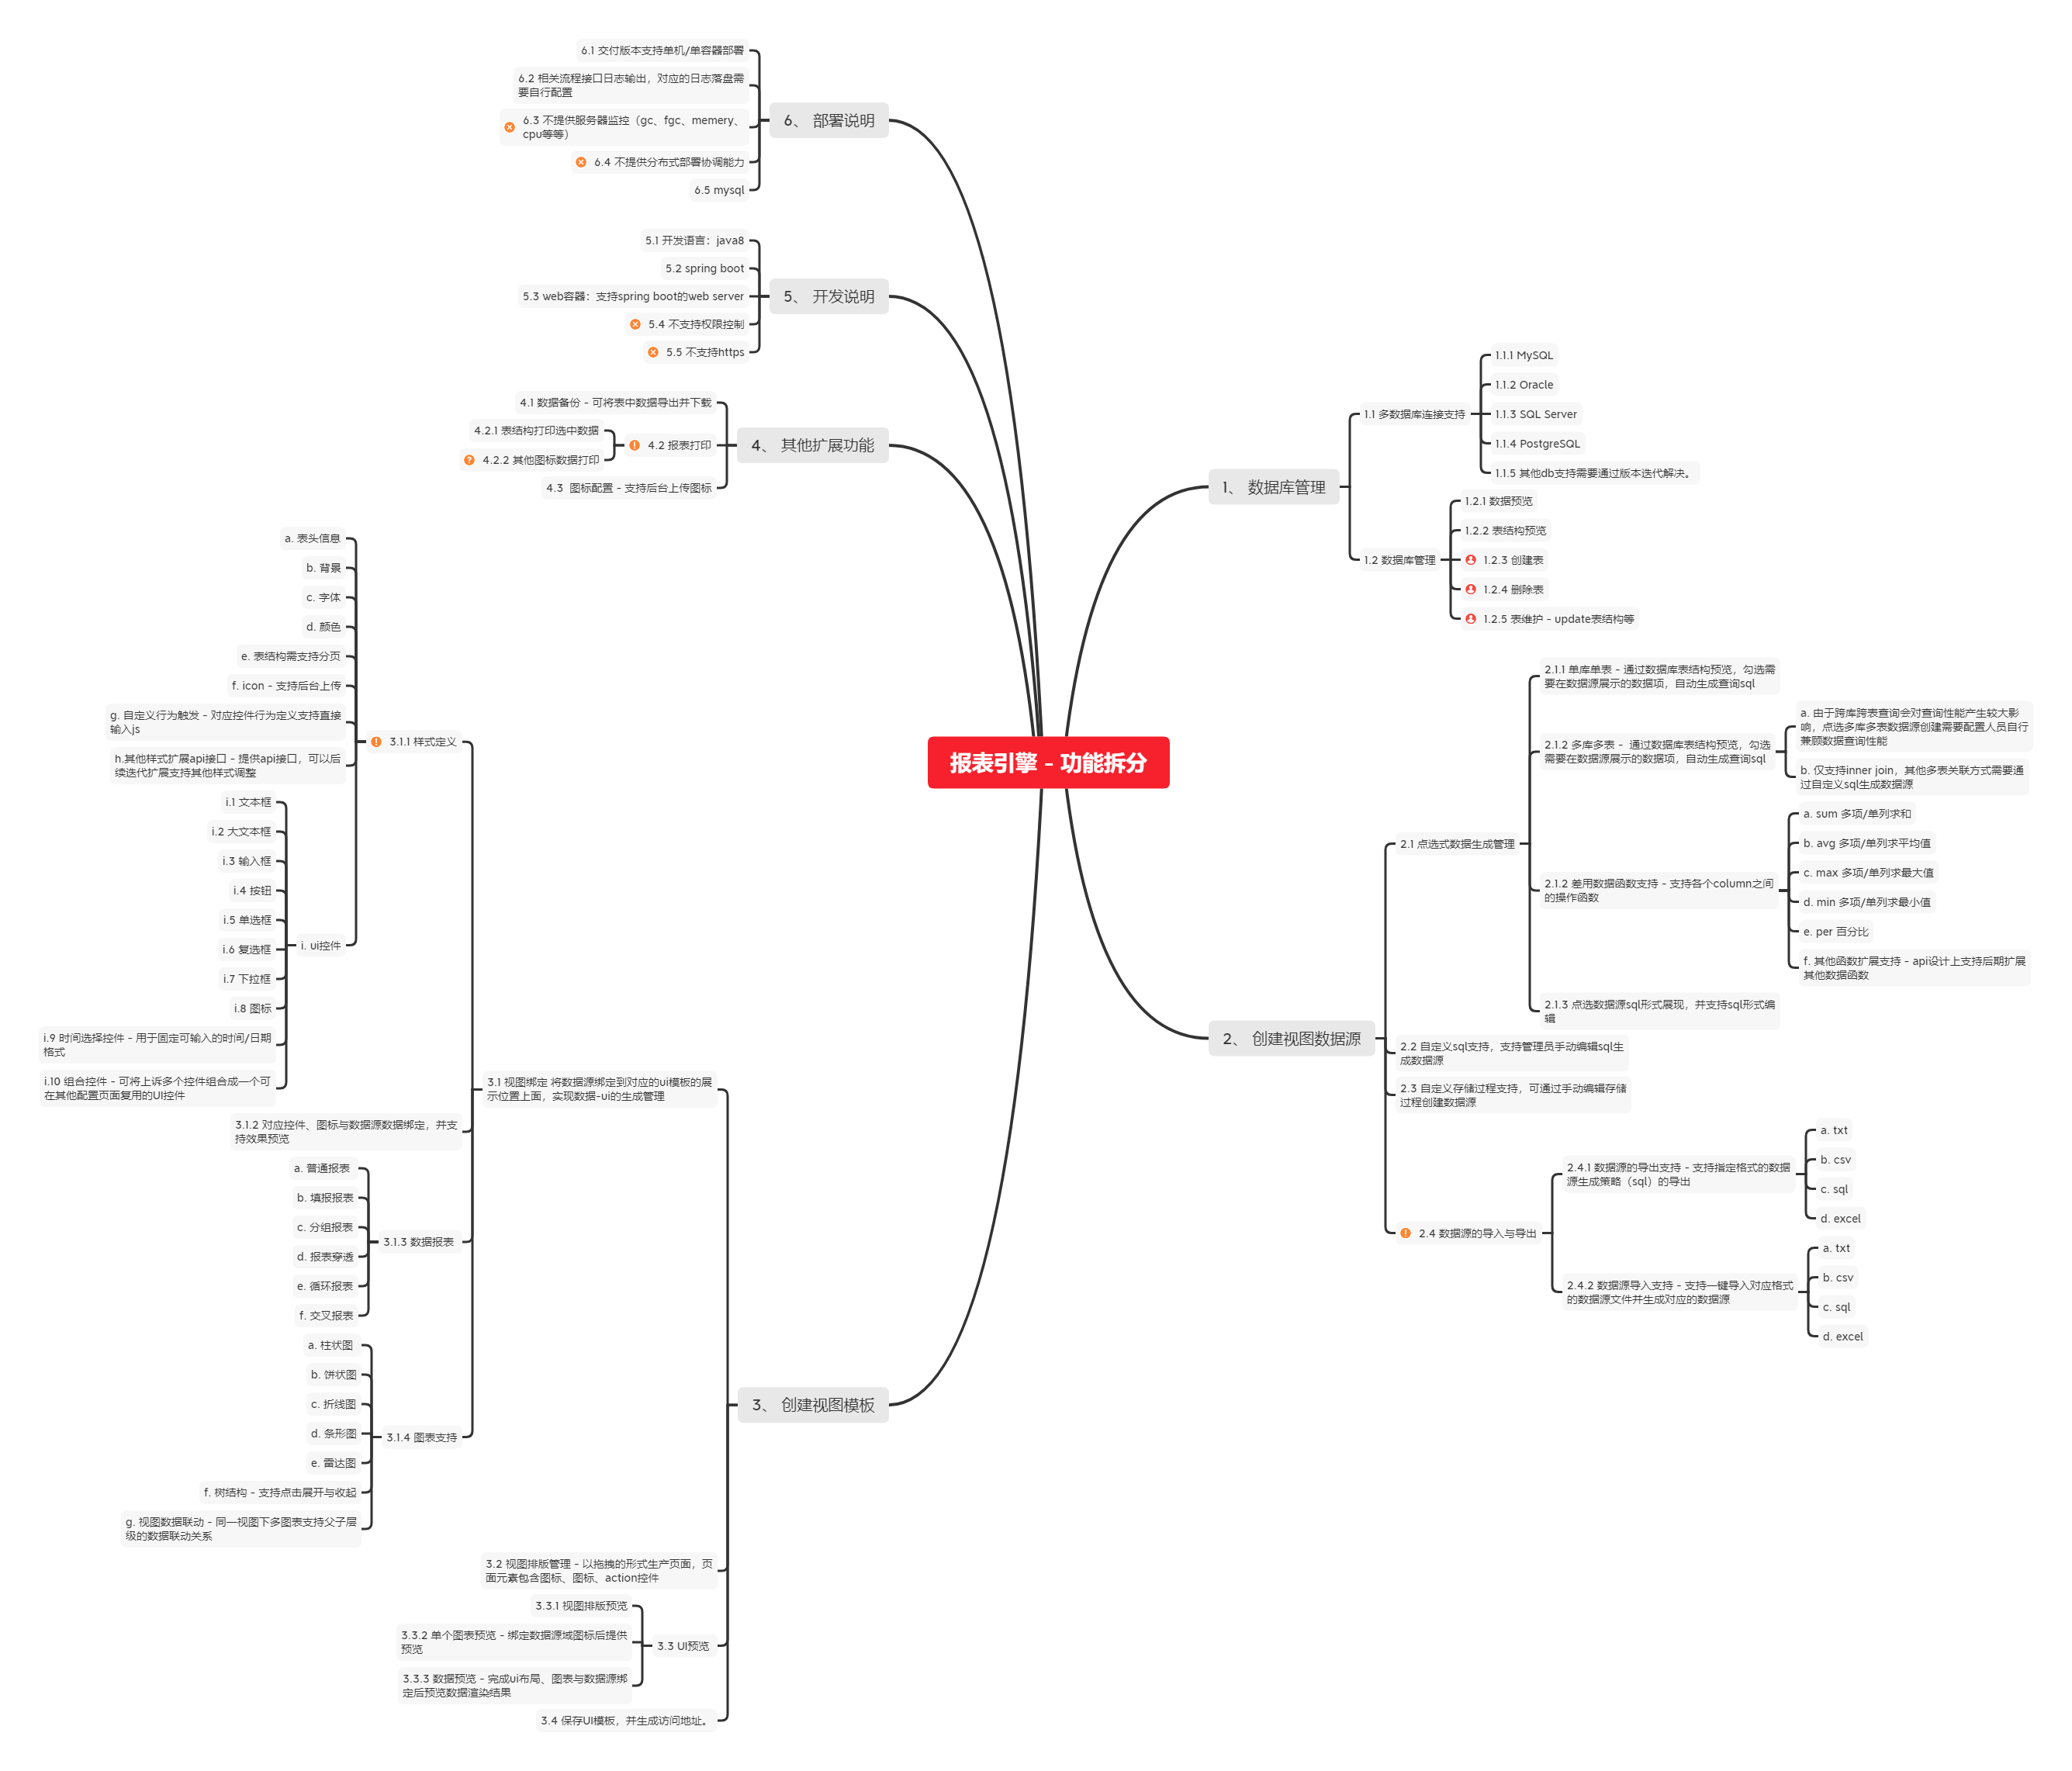 报表引擎 - 功能拆分
1、 数据库管理
1.1 多数据库连接支持
1.1.1 MySQL
1.1.2 Oracle
1.1.3 SQL Server
1.1.4 PostgreSQL
1.1.5 其他db支持需要通过版本迭代解决。
1.2 数据库管理
1.2.1 数据预览
1.2.2 表结构预览
1.2.3 创建表
1.2.4 删除表
1.2.5 表维护 - update表结构等
2、 创建视图数据源
2.1 点选式数据生成管理
2.1.1 单库单表 - 通过数据库表结构预览，勾选需
要在数据源展示的数据项，自动生成查询sql
2.1.2 多库多表 - 通过数据库表结构预览，勾选
需要在数据源展示的数据项，自动生成查询sql
a. 由于跨库跨表查询会对查询性能产生较大影
响，点选多库多表数据源创建需要配置人员自行
兼顾数据查询性能
b. 仅支持inner join，其他多表关联方式需要通
过自定义sql生成数据源
2.1.2 差用数据函数支持 - 支持各个column之间
的操作函数
a. sum 多项/单列求和
b. avg 多项/单列求平均值
c. max 多项/单列求最大值
d. min 多项/单列求最小值
e. per 百分比
f. 其他函数扩展支持 - api设计上支持后期扩展
其他数据函数
2.1.3 点选数据源sql形式展现，并支持sql形式编
辑
2.2 自定义sql支持，支持管理员手动编辑sql生
成数据源
2.3 自定义存储过程支持，可通过手动编辑存储
过程创建数据源
2.4 数据源的导入与导出
2.4.1 数据源的导出支持 - 支持指定格式的数据
源生成策略（sql）的导出
a. txt
b. csv
c. sql
d. excel
2.4.2 数据源导入支持 - 支持一键导入对应格式
的数据源文件并生成对应的数据源
a. txt
b. csv
c. sql
d. excel
3、 创建视图模板
3.1 视图绑定 将数据源绑定到对应的ui模板的展
示位置上面，实现数据-ui的生成管理
3.1.1 样式定义
a. 表头信息
b. 背景
c. 字体
d. 颜色
e. 表结构需支持分页
f. icon - 支持后台上传
g. 自定义行为触发 - 对应控件行为定义支持直接
输入js
h.其他样式扩展api接口 - 提供api接口，可以后
续迭代扩展支持其他样式调整
i. ui控件
i.1 文本框
i.2 大文本框
i.3 输入框
i.4 按钮
i.5 单选框
i.6 复选框
i.7 下拉框
i.8 图标
i.9 时间选择控件 - 用于固定可输入的时间/日期
格式
i.10 组合控件 - 可将上诉多个控件组合成一个可
在其他配置页面复用的UI控件
3.1.2 对应控件、图标与数据源数据绑定，并支
持效果预览
3.1.3 数据报表
a. 普通报表
b. 填报报表
c. 分组报表
d. 报表穿透
e. 循环报表
f. 交叉报表
3.1.4 图表支持
a. 柱状图
b. 饼状图
c. 折线图
d. 条形图
e. 雷达图
f. 树结构 - 支持点击展开与收起
g. 视图数据联动 - 同一视图下多图表支持父子层
级的数据联动关系
3.2 视图排版管理 - 以拖拽的形式生产页面，页
面元素包含图标、图标、action控件
3.3 UI预览
3.3.1 视图排版预览
3.3.2 单个图表预览 - 绑定数据源域图标后提供
预览
3.3.3 数据预览 - 完成ui布局、图表与数据源绑
定后预览数据渲染结果
3.4 保存UI模板，并生成访问地址。
4、 其他扩展功能
4.1 数据备份 - 可将表中数据导出并下载
4.2 报表打印
4.2.1 表结构打印选中数据
4.2.2 其他图标数据打印
4.3 图标配置 - 支持后台上传图标
5、 开发说明
5.1 开发语言：java8
5.2 spring boot
5.3 web容器：支持spring boot的web server
5.4 不支持权限控制
5.5 不支持https
6、 部署说明
6.1 交付版本支持单机/单容器部署
6.2 相关流程接口日志输出，对应的日志落盘需
要自行配置
6.3 不提供服务器监控（gc、fgc、memery、
cpu等等）
6.4 不提供分布式部署协调能力
6.5 mysql